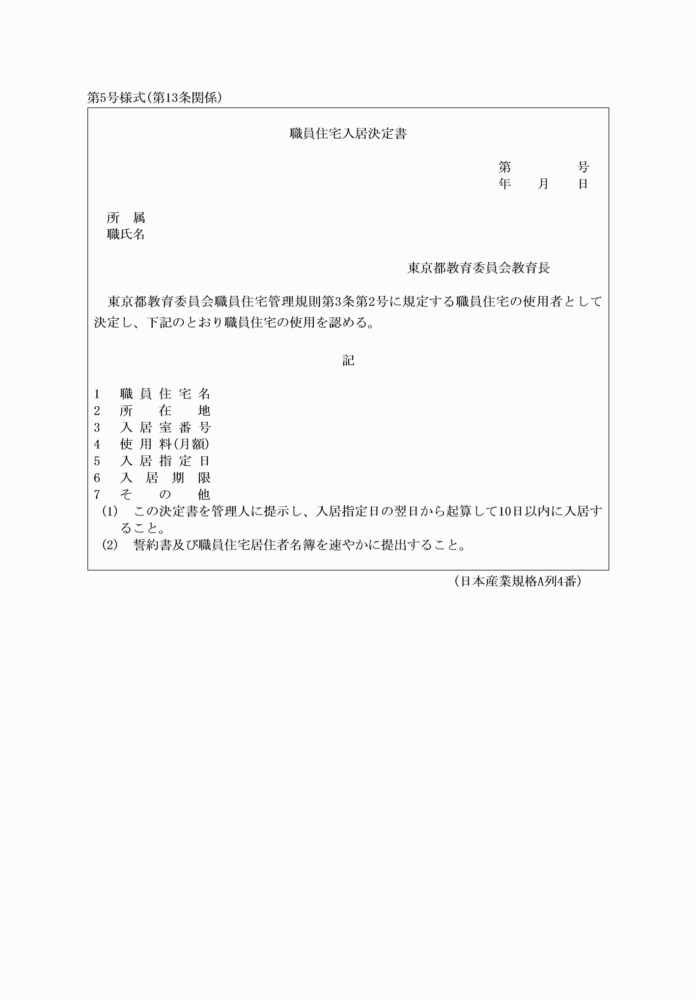 第5号様式(第13条関係)
職員住宅入居決定書
第　　　　　号
年　　月　　日
所　属
職氏名
東京都教育委員会教育長
東京都教育委員会職員住宅管理規則第3条第2号に規定する職員住宅の使用者として
決定し、下記のとおり職員住宅の使用を認める。
記
1　職 員 住 宅 名
2　所　　在　　地
3　入 居 室 番 号
4　使 用 料(月額)
5　入 居 指 定 日
6　入　居　期　限
7　そ　　の　　他
(1)　この決定書を管理人に提示し、入居指定日の翌日から起算して10日以内に入居す
ること。
(2)　誓約書及び職員住宅居住者名簿を速やかに提出すること。
(日本産業規格A列4番)